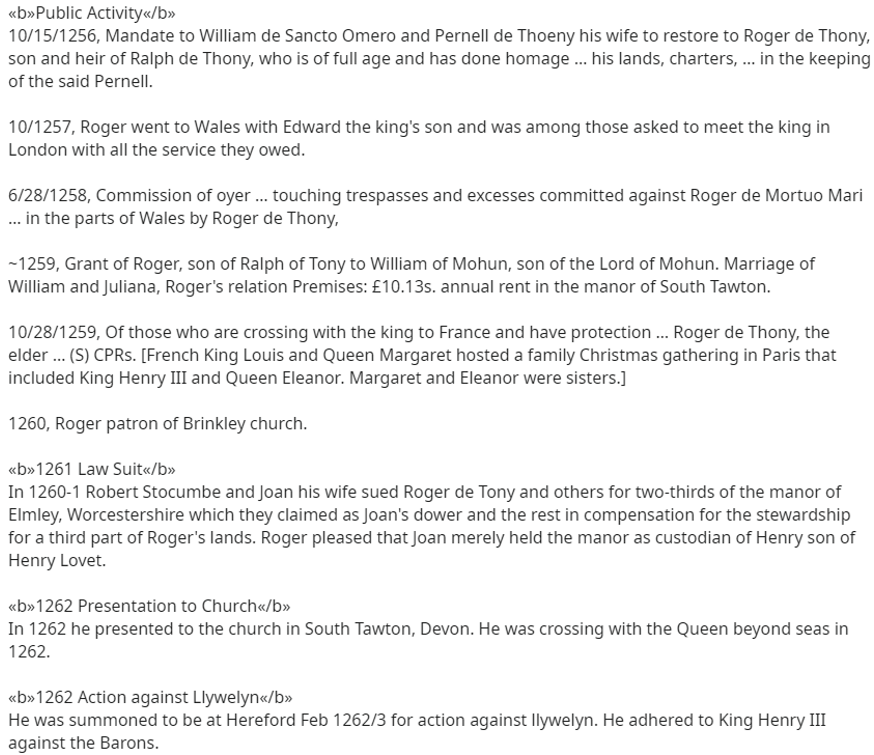 «b»Public Activity«/b»
10/15/1256, Mandate to William de Sancto Omero and Pernell de Thoeny his wife to restore to Roger de Thony,
son and heir of Ralph de Thony, who is of full age and has done homage ... his lands, charters, ... in the keeping
of the said Pernell.
10/1257, Roger went to Wales with Edward the king's son and was among those asked to meet the king in
London with all the service they owed.
6/28/1258, Commission of oyer ... touching trespasses and excesses committed against Roger de Mortuo Mari
... in the parts of Wales by Roger de Thony,
~1259, Grant of Roger, son of Ralph of Tony to William of Mohun, son of the Lord of Mohun. Marriage of
William and Juliana, Roger's relation Premises: £10.13s. annual rent in the manor of South Tawton.
10/28/1259, Of those who are crossing with the king to France and have protection ... Roger de Thony, the
elder ... (S) CPRs. [French King Louis and Queen Margaret hosted a family Christmas gathering in Paris that
included King Henry III and Queen Eleanor. Margaret and Eleanor were sisters.]
1260, Roger patron of Brinkley church.
«b»1261 Law Suit«/b»
In 1260-1 Robert Stocumbe and Joan his wife sued Roger de Tony and others for two-thirds of the manor of
Elmley, Worcestershire which they claimed as Joan's dower and the rest in compensation for the stewardship
for a third part of Roger's lands. Roger pleased that Joan merely held the manor as custodian of Henry son of
Henry Lovet.
«b»1262 Presentation to Church«/b»
In 1262 he presented to the church in South Tawton, Devon. He was crossing with the Queen beyond seas in
1262.
«b»1262 Action against Llywelyn«/b»
He was summoned to be at Hereford Feb 1262/3 for action against llywelyn. He adhered to King Henry III
against the Barons.